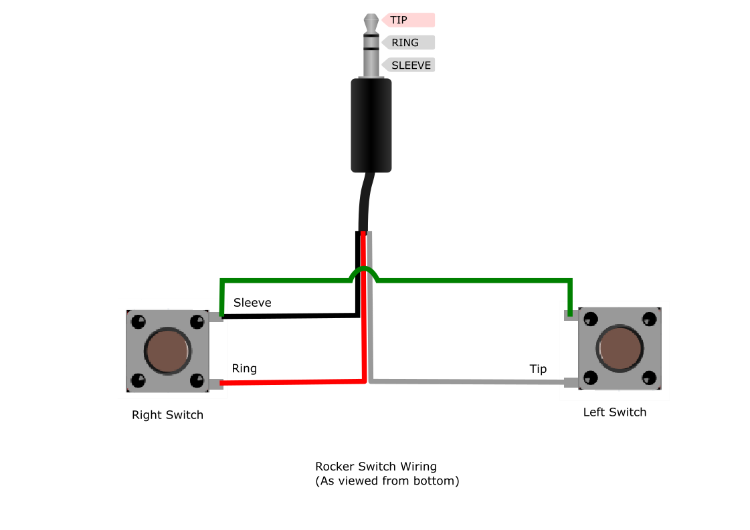 TIP
RING
SLEEVE
Sleeve
Ring
Tip
Right Switch
Left Switch
Rocker Switch Wiring
(As viewed from bottom)